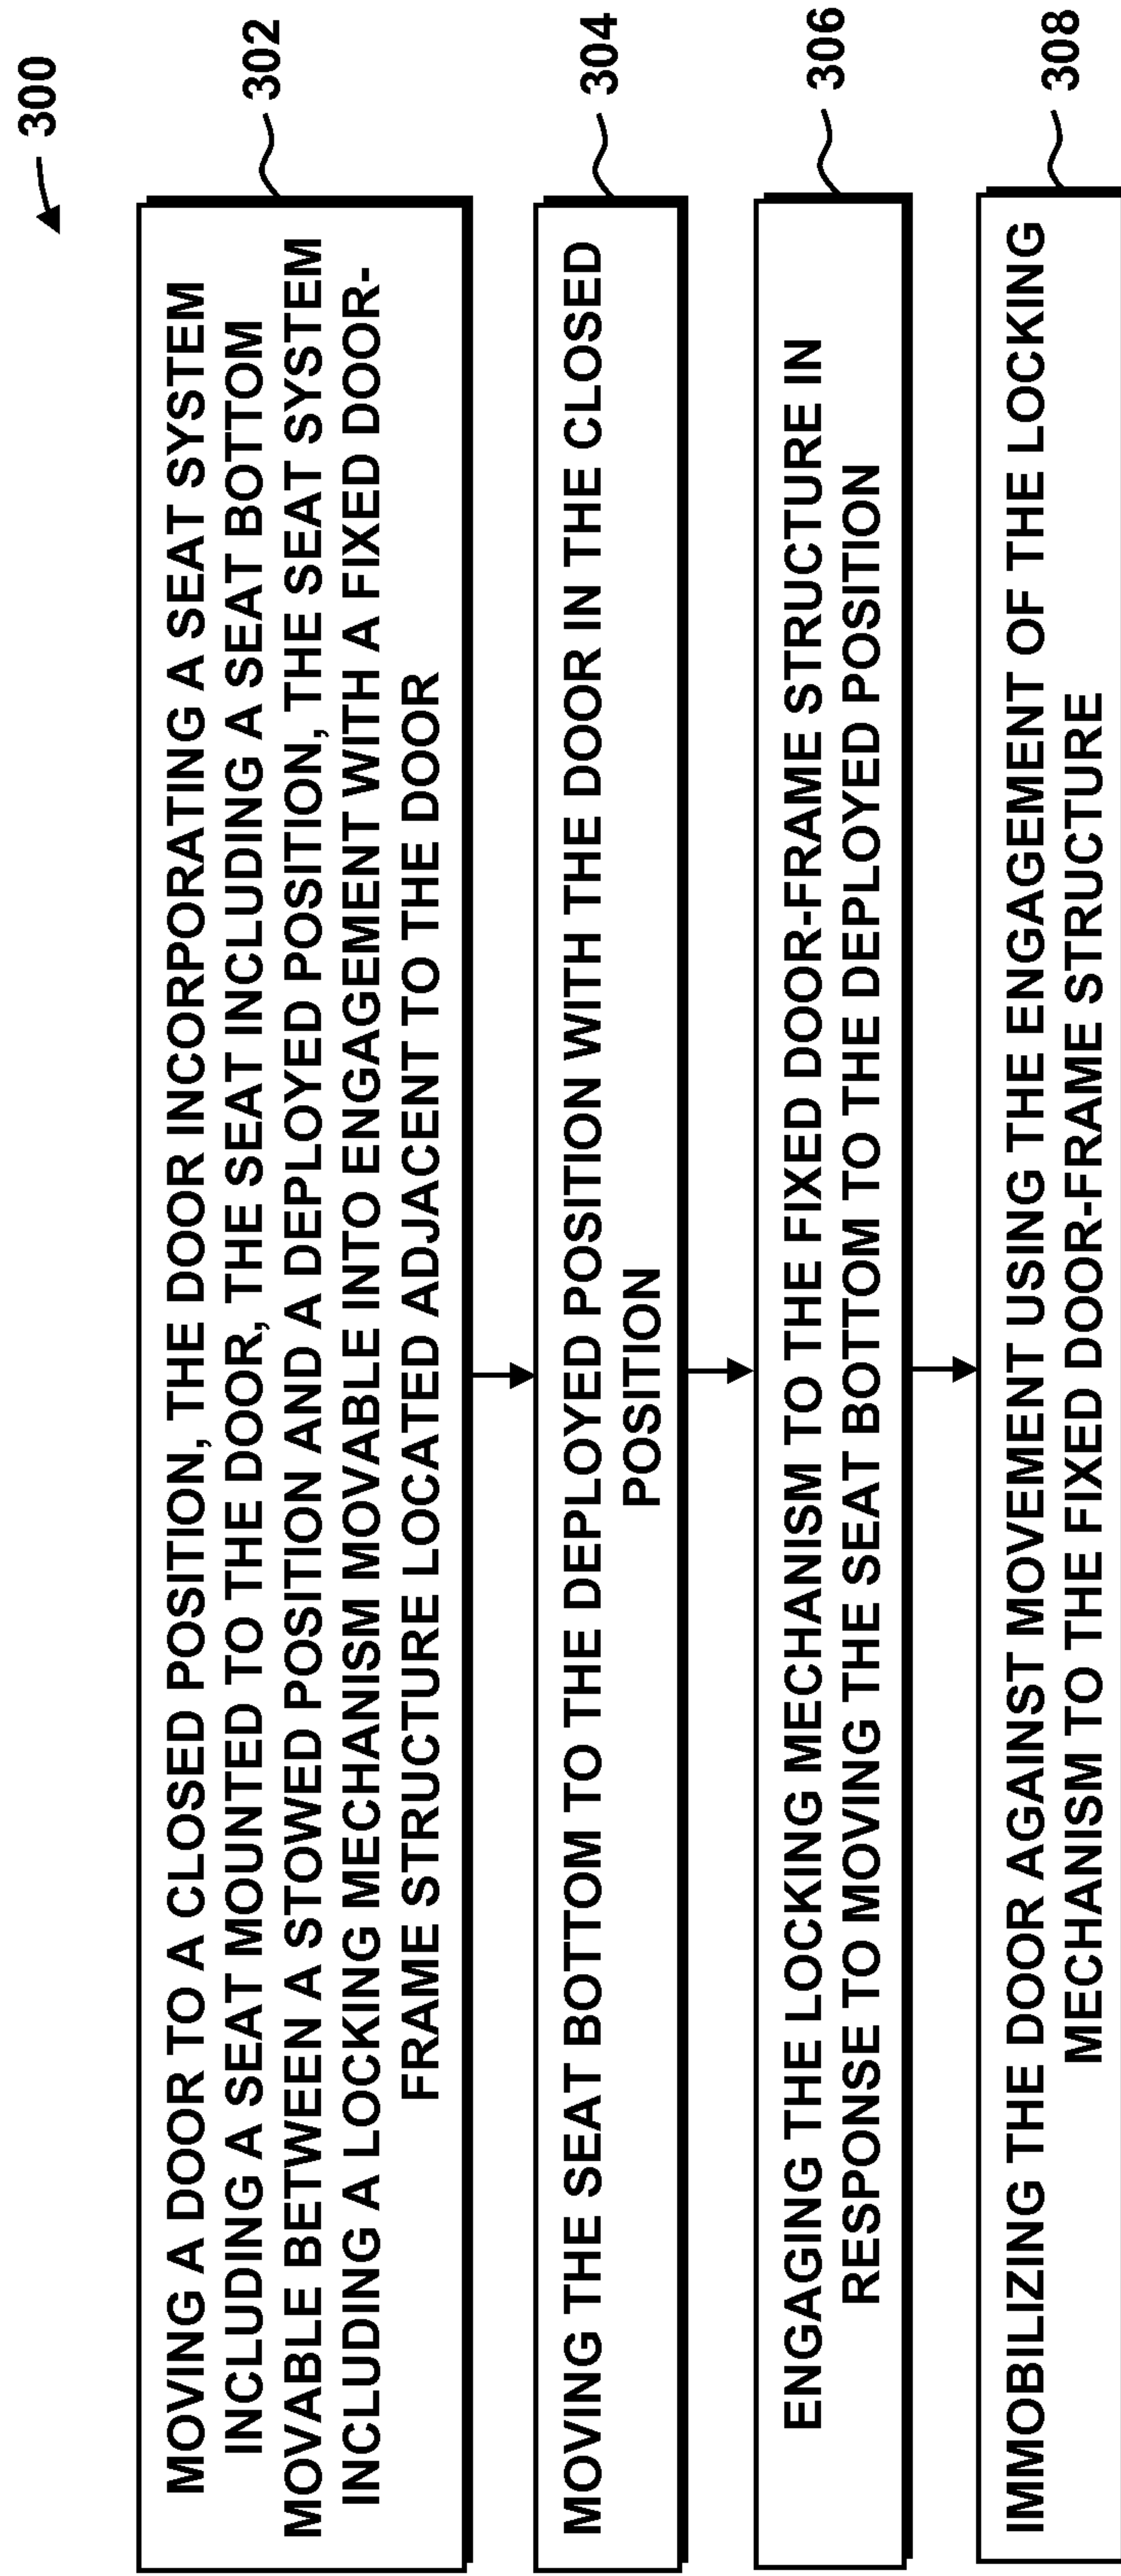 300
MOVING A DOOR TO A CLOSED POSITION, THE DOOR INCORPORATING A SEAT SYSTEM
INCLUDING A SEAT MOUNTED TO THE DOOR, THE SEAT INCLUDING A SEAT BOTTOM
MOVABLE BETWEEN A STOWED POSITION AND A DEPLOYED POSITION, THE SEAT SYSTEM
INCLUDING A LOCKING MECHANISM MOVABLE INTO ENGAGEMENT WITH A FIXED DOOR-
FRAME STRUCTURE LOCATED ADJACENT TO THE DOOR
302
MOVING THE SEAT BOTTOM TO THE DEPLOYED POSITION WITH THE DOOR IN THE CLOSED
POSITION
304
ENGAGING THE LOCKING MECHANISM TO THE FIXED DOOR-FRAME STRUCTURE IN
RESPONSE TO MOVING THE SEAT BOTTOM TO THE DEPLOYED POSITION
306
IMMOBILIZING THE DOOR AGAINST MOVEMENT USING THE ENGAGEMENT OF THE LOCKING
MECHANISM TO THE FIXED DOOR-FRAME STRUCTURE
308